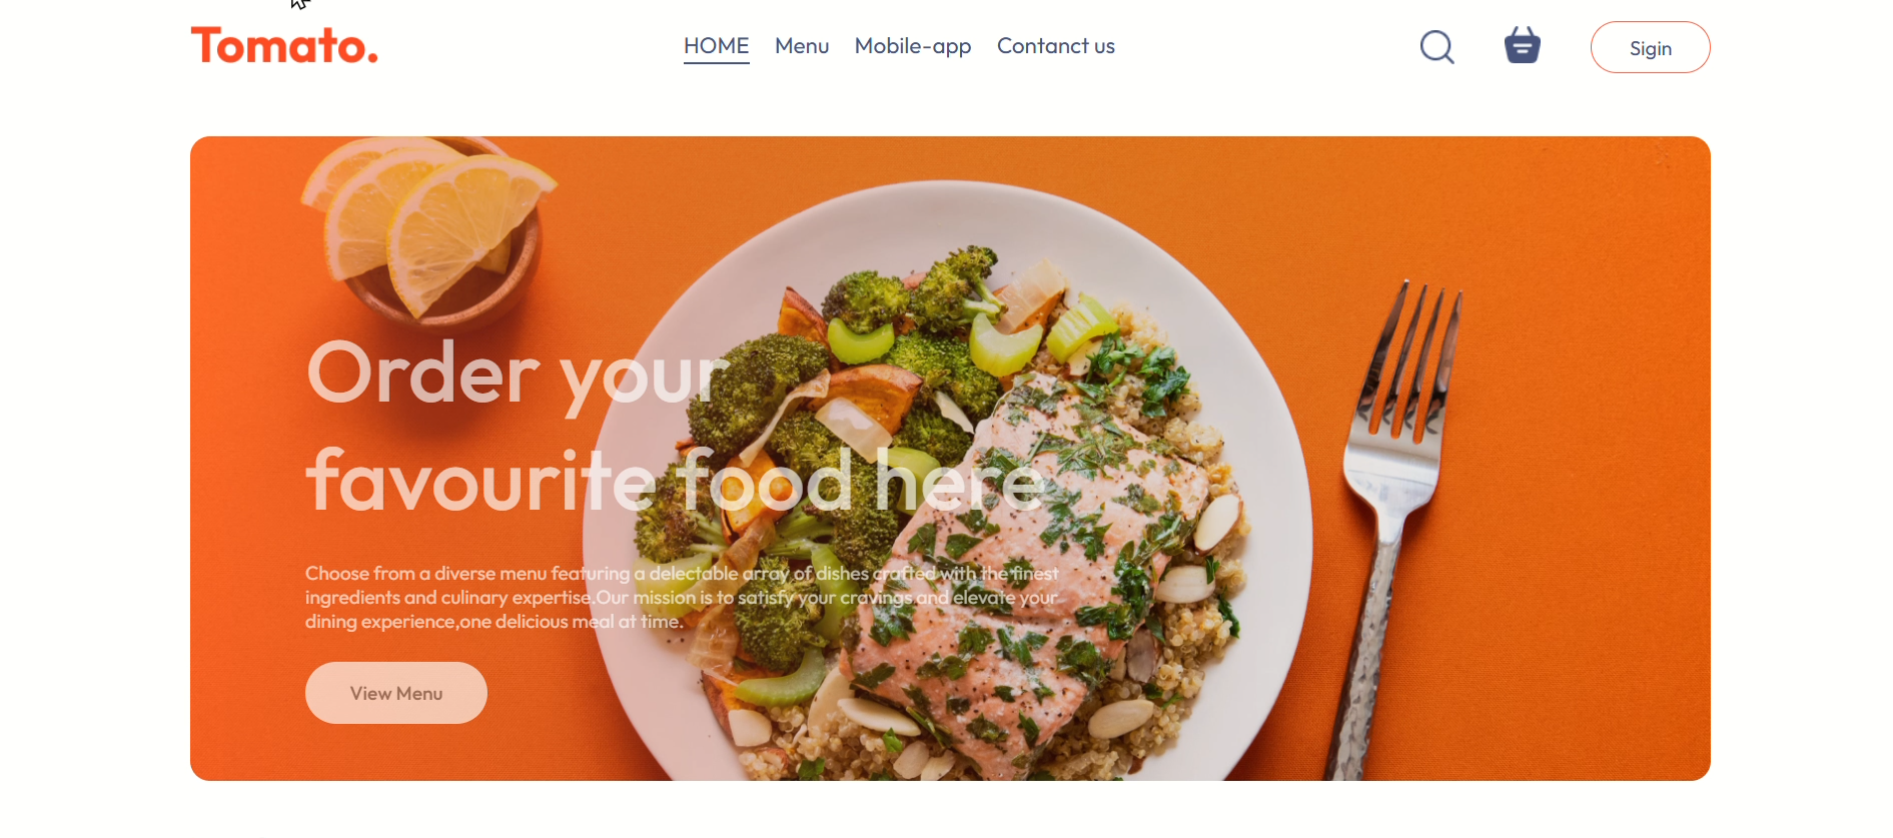 Tomato.
HOME Menu Mobile-app Contanct us
Sigin
Order your
favourite food here
Choose from a diverse menu featuring a delectable array of dishes crafted with the finest
ingredients and culinary expertise.Our mission is to satisfy your cravings and elevate your
dining experience,one delicious meal at time.
View Menu